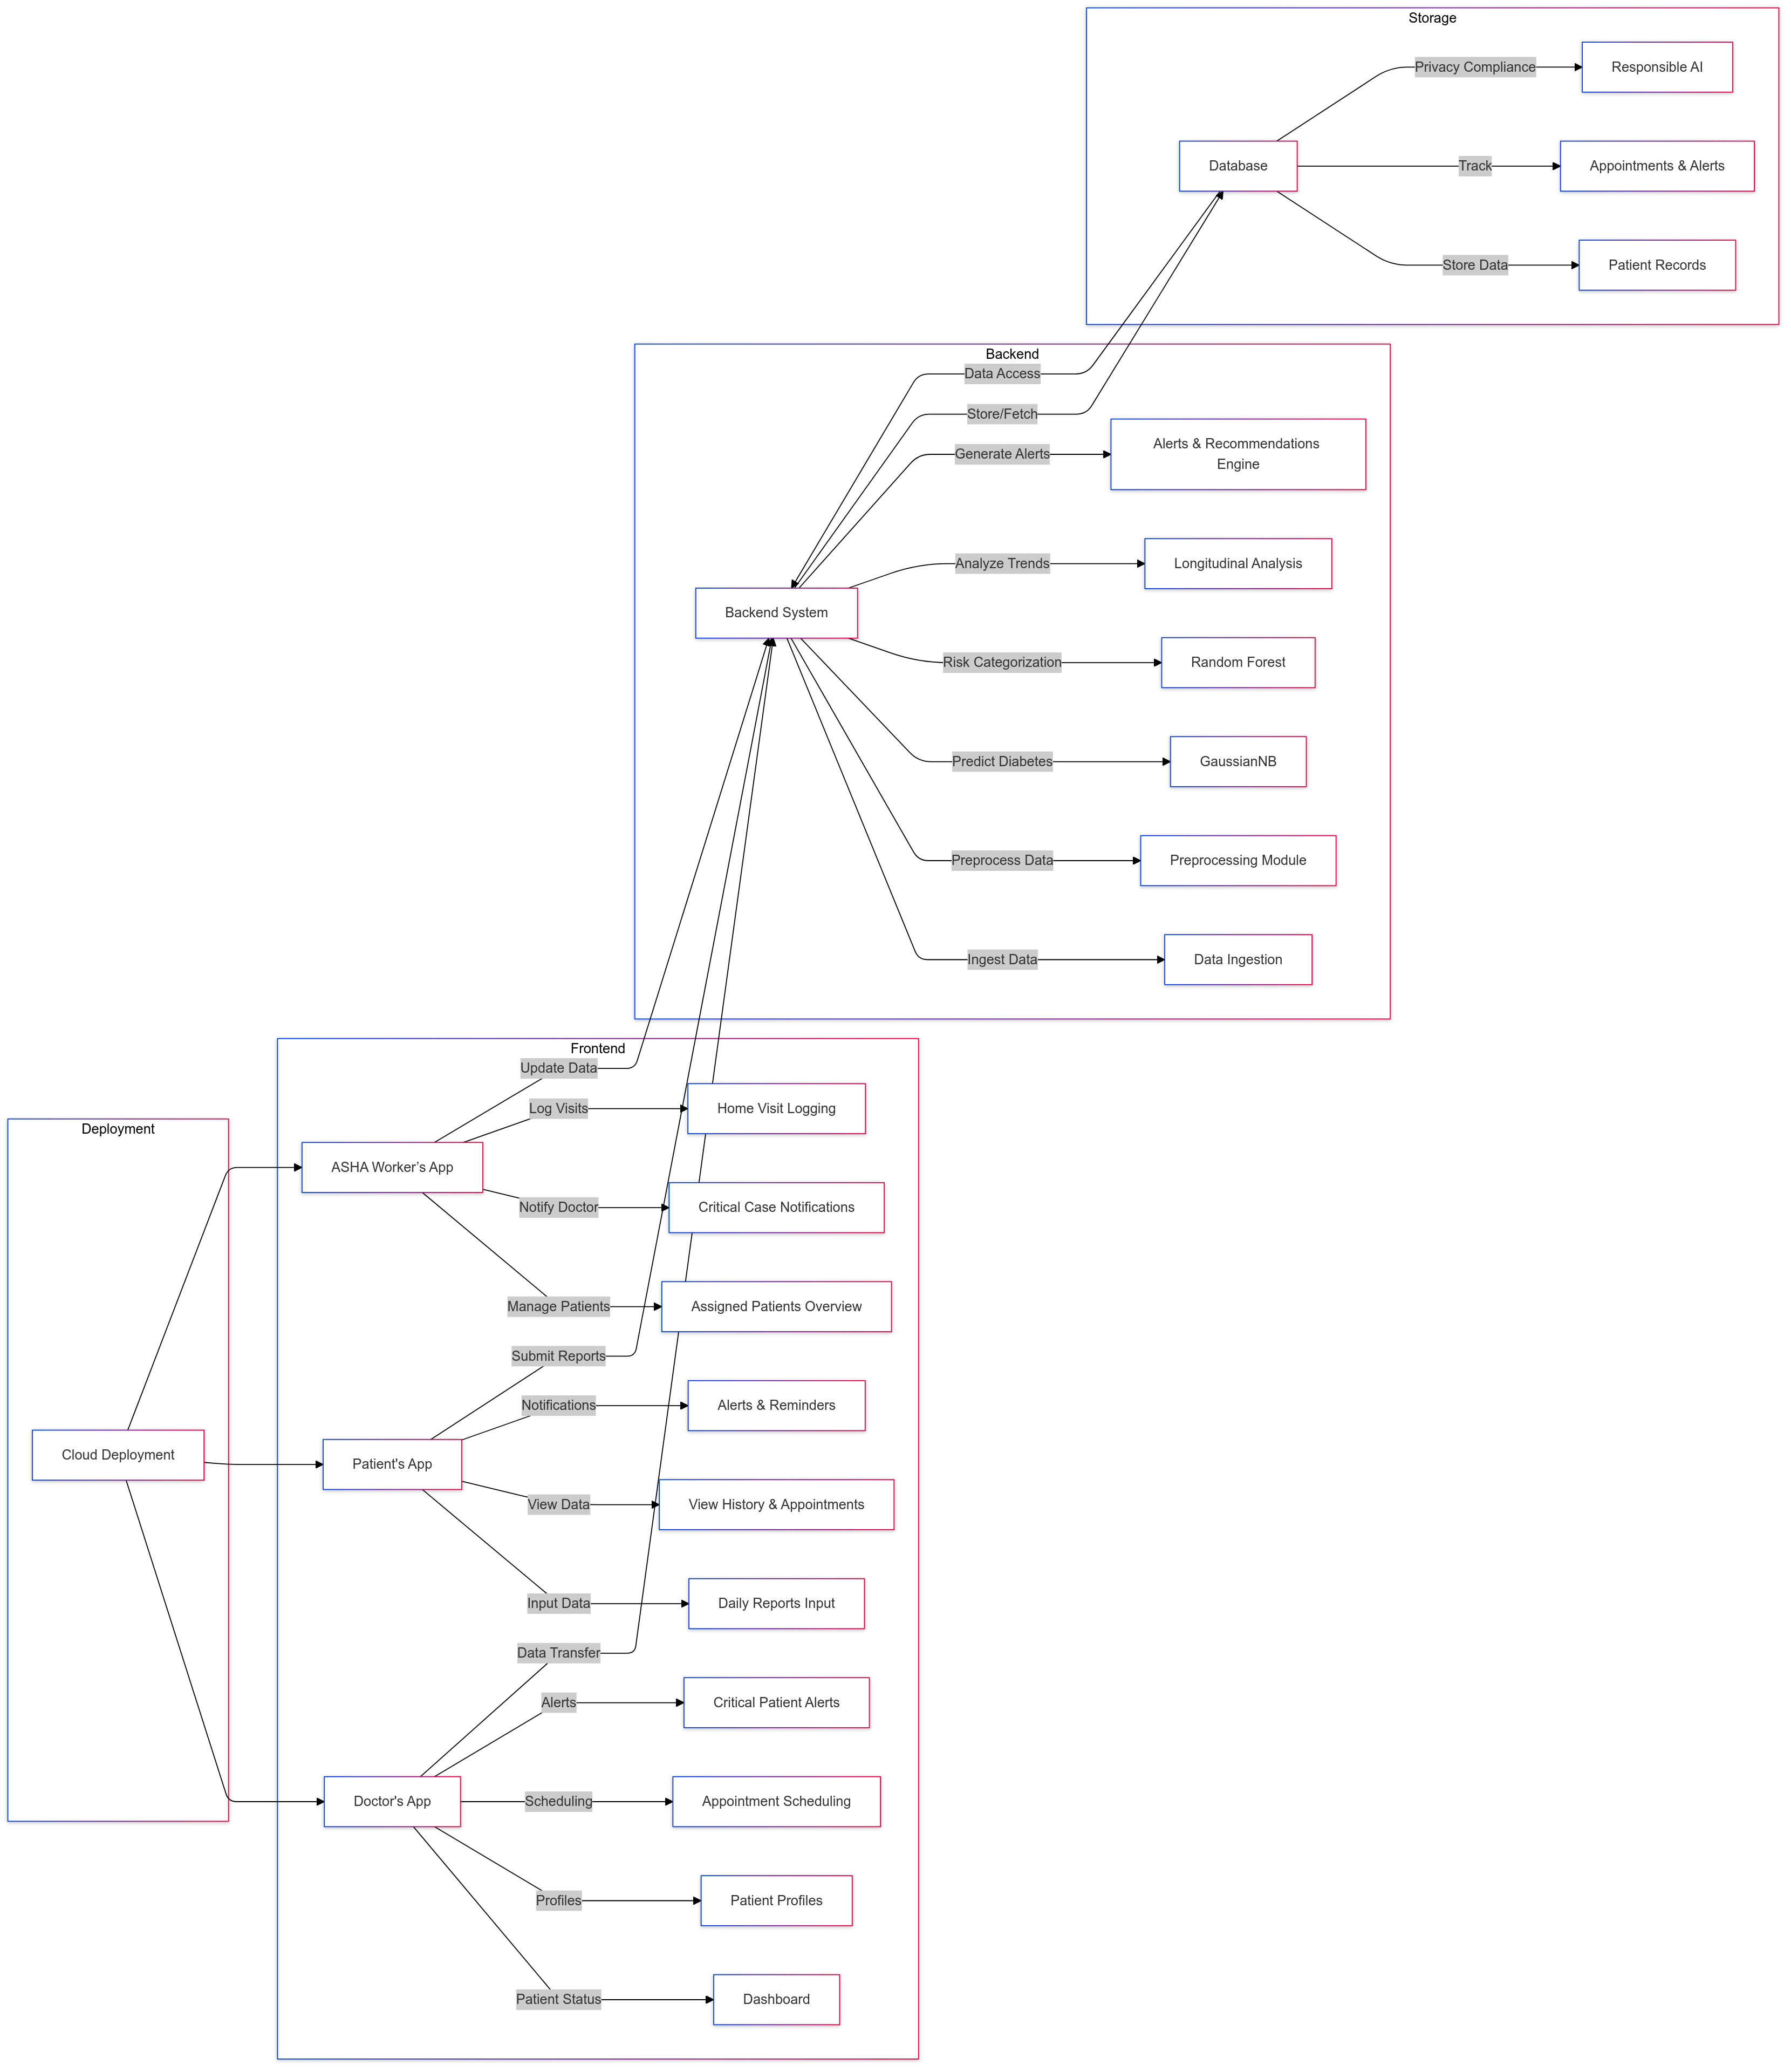 Storage
Privacy Compliance
Responsible AI
Database
Track
Appointments & Alerts
Store Data
Patient Records
Backend
Data Access
Store/Fetch
Generate Alerts
Alerts & Recommendations
Engine
Analyze Trends
Longitudinal Analysis
Backend System
Risk Categorization
Random Forest
Predict Diabetes
GaussianNB
Preprocess Data
Preprocessing Module
Ingest Data
Data Ingestion
Frontend
Update Data
Log Visits
Home Visit Logging
Deployment
ASHA Worker’s App
Notify Doctor
Critical Case Notifications
Manage Patients
Assigned Patients Overview
Submit Reports
Notifications
Alerts & Reminders
Cloud Deployment
Patient's App
View Data
View History & Appointments
Input Data
Daily Reports Input
Data Transfer
Alerts
Critical Patient Alerts
Doctor's App
Scheduling
Appointment Scheduling
Profiles
Patient Profiles
Patient Status
Dashboard